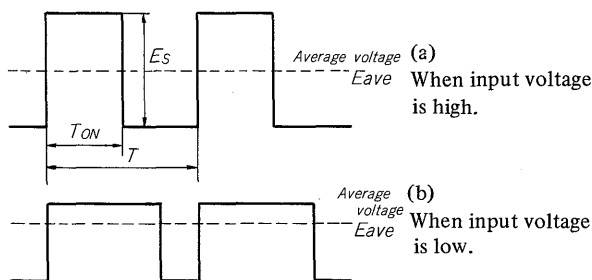 Es
Average voltage (a)
Eave When input voltage
is high.
TON
T
Average (b)
voltage
Eave When input voltage
is low.